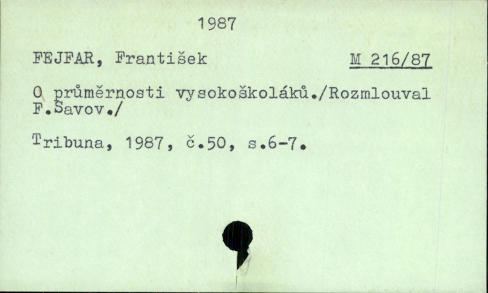 1987
FEJFAR, František M 216/87
O průměrnosti vysokoškoláků./Rozmlouval
F.Savov./
Tribuna, 1987, č.50, s.6-7.